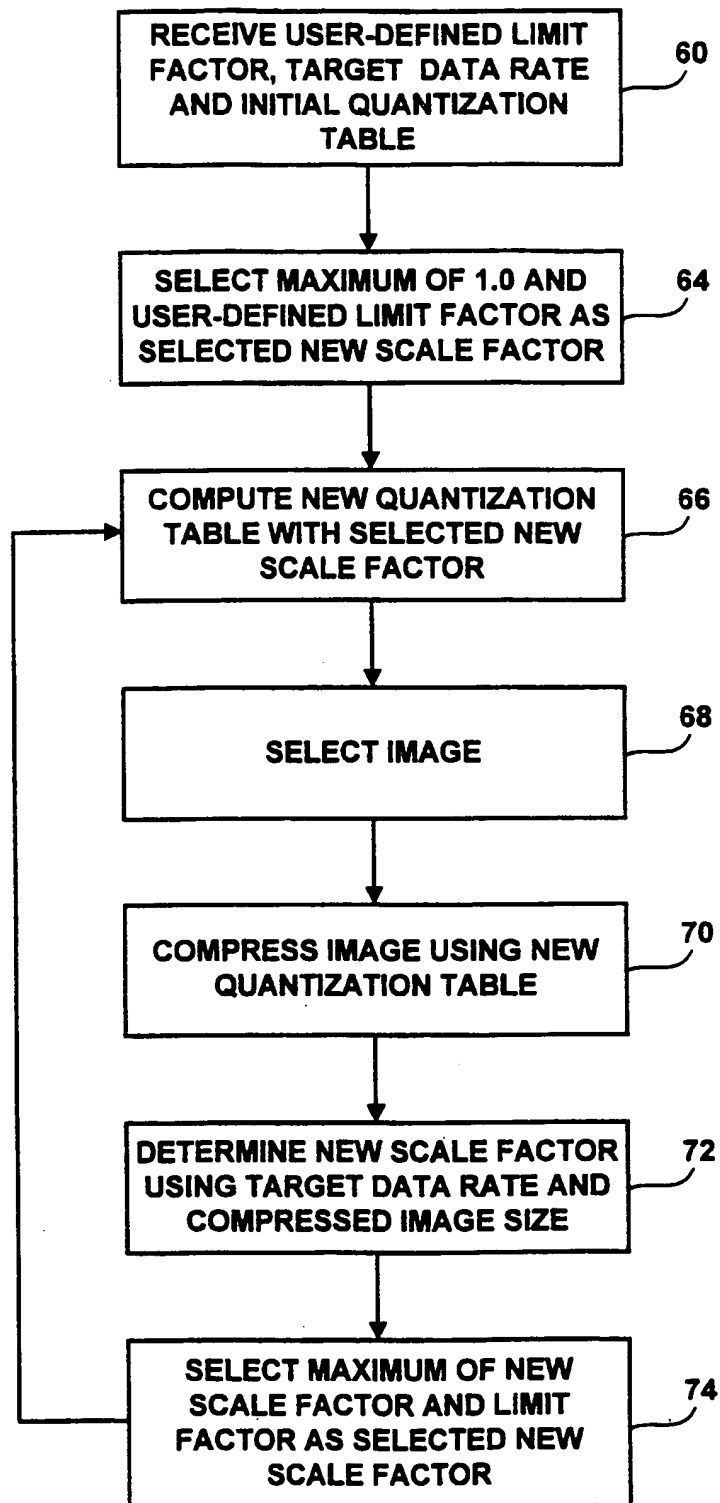 RECEIVE USER-DEFINED LIMIT
FACTOR, TARGET DATA RATE
AND INITIAL QUANTIZATION
TABLE
60
SELECT MAXIMUM OF 1.0 AND
USER-DEFINED LIMIT FACTOR AS
SELECTED NEW SCALE FACTOR
64
COMPUTE NEW QUANTIZATION
TABLE WITH SELECTED NEW
SCALE FACTOR
66
SELECT IMAGE
68
COMPRESS IMAGE USING NEW
QUANTIZATION TABLE
70
DETERMINE NEW SCALE FACTOR
USING TARGET DATA RATE AND
COMPRESSED IMAGE SIZE
72
SELECT MAXIMUM OF NEW
SCALE FACTOR AND LIMIT
FACTOR AS SELECTED NEW
SCALE FACTOR
74